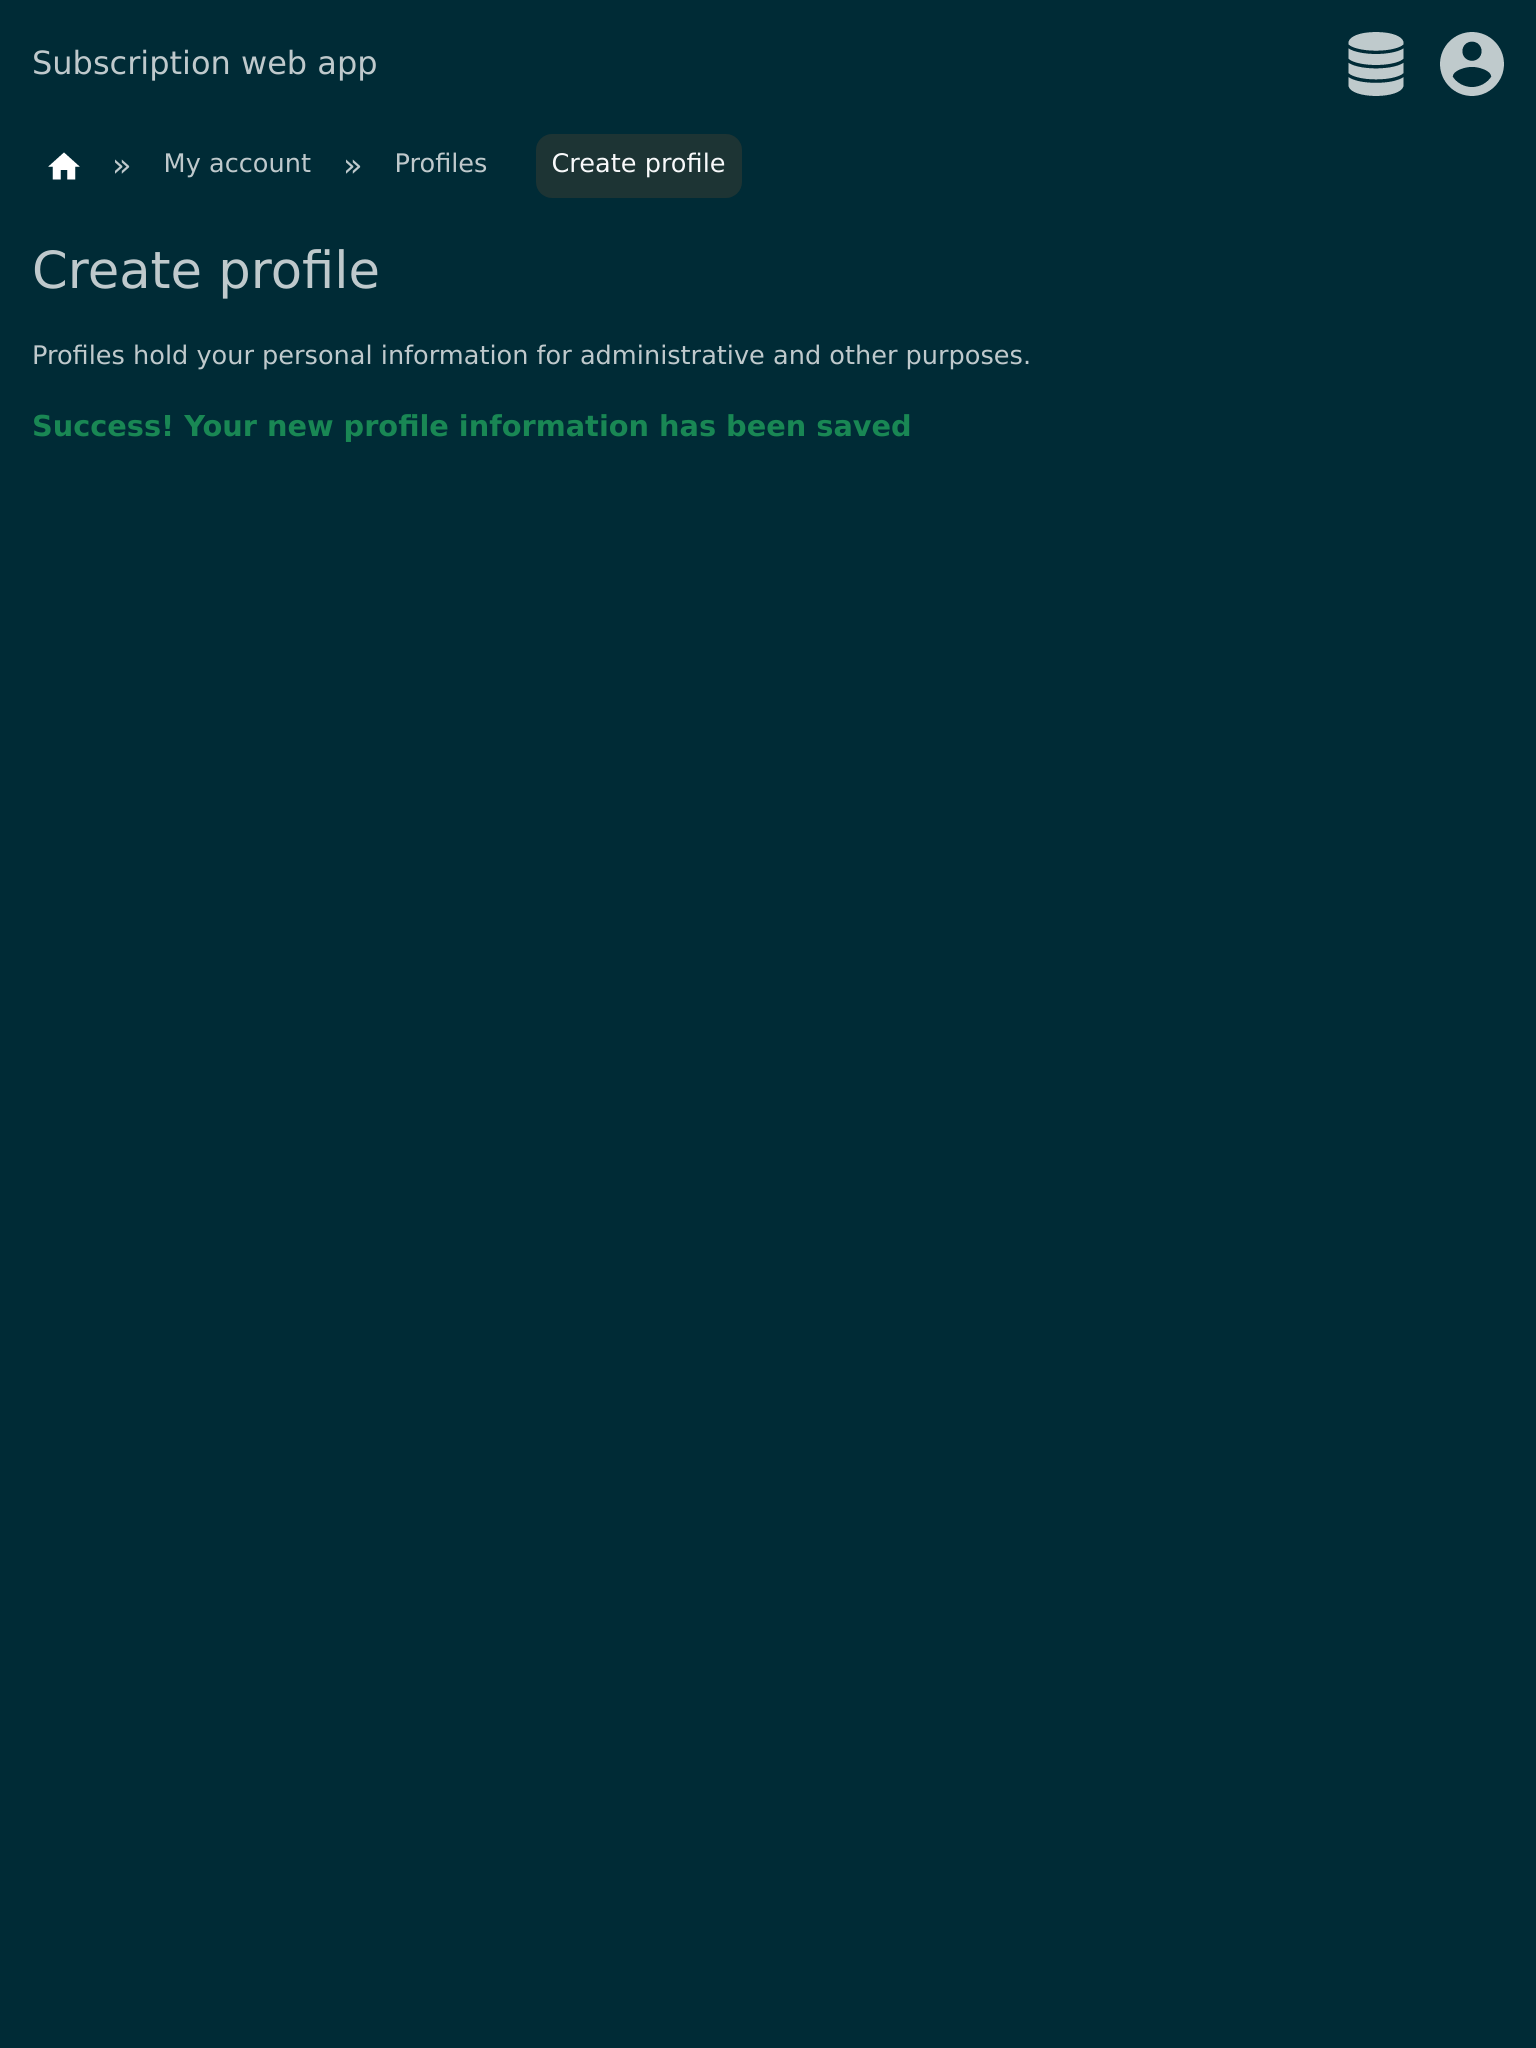 Subscription web app
» My account » Profiles Create profile
Create profile
Profiles hold your personal information for administrative and other purposes.
Success! Your new profile information has been saved